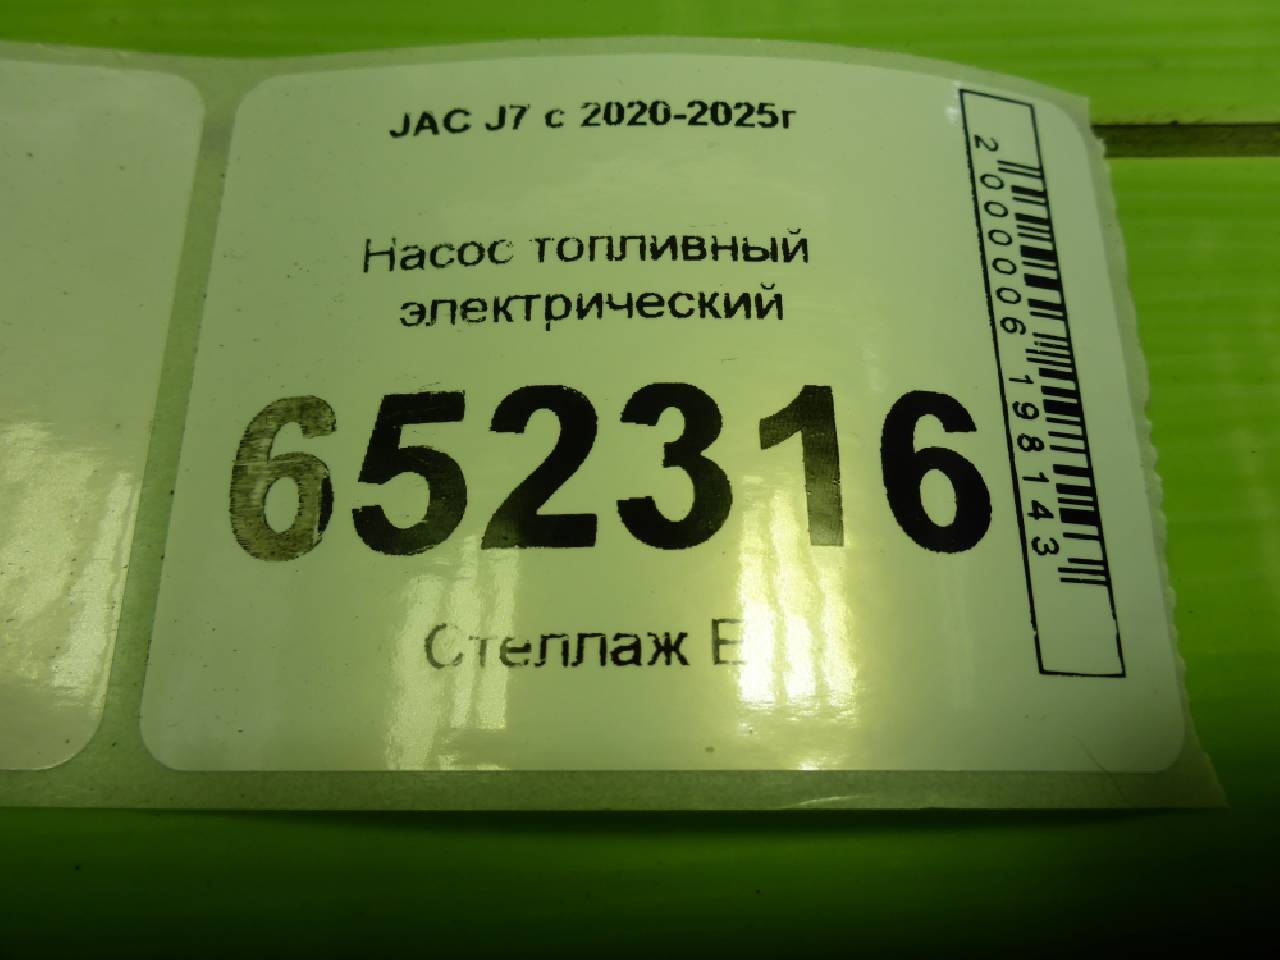 JAC J7 с 2020-2025г
Насос топливный
электрический
652316
Стеллаж Е
2000006198143